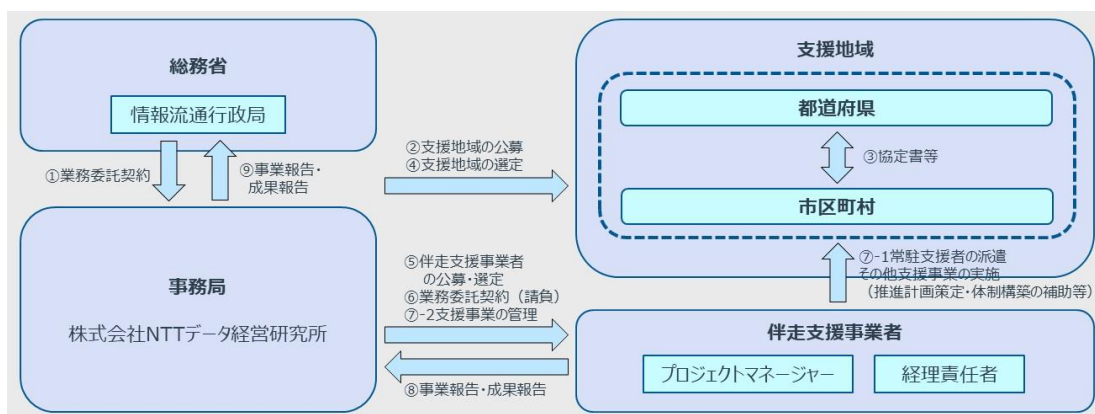 総務省
情報流通行政局
①業務委託契約
⑨事業報告・
成果報告
②支援地域の公募
④支援地域の選定
支援地域
都道府県
③協定書等
市区町村
事務局
株式会社NTTデータ経営研究所
⑤伴走支援事業者
の公募・選定
⑥業務委託契約（請負）
⑦-2支援事業の管理
⑧事業報告・成果報告
⑦-1常駐支援者の派遣
その他支援事業の実施
（推進計画策定・体制構築の補助等）
伴走支援事業者
プロジェクトマネージャー
経理責任者